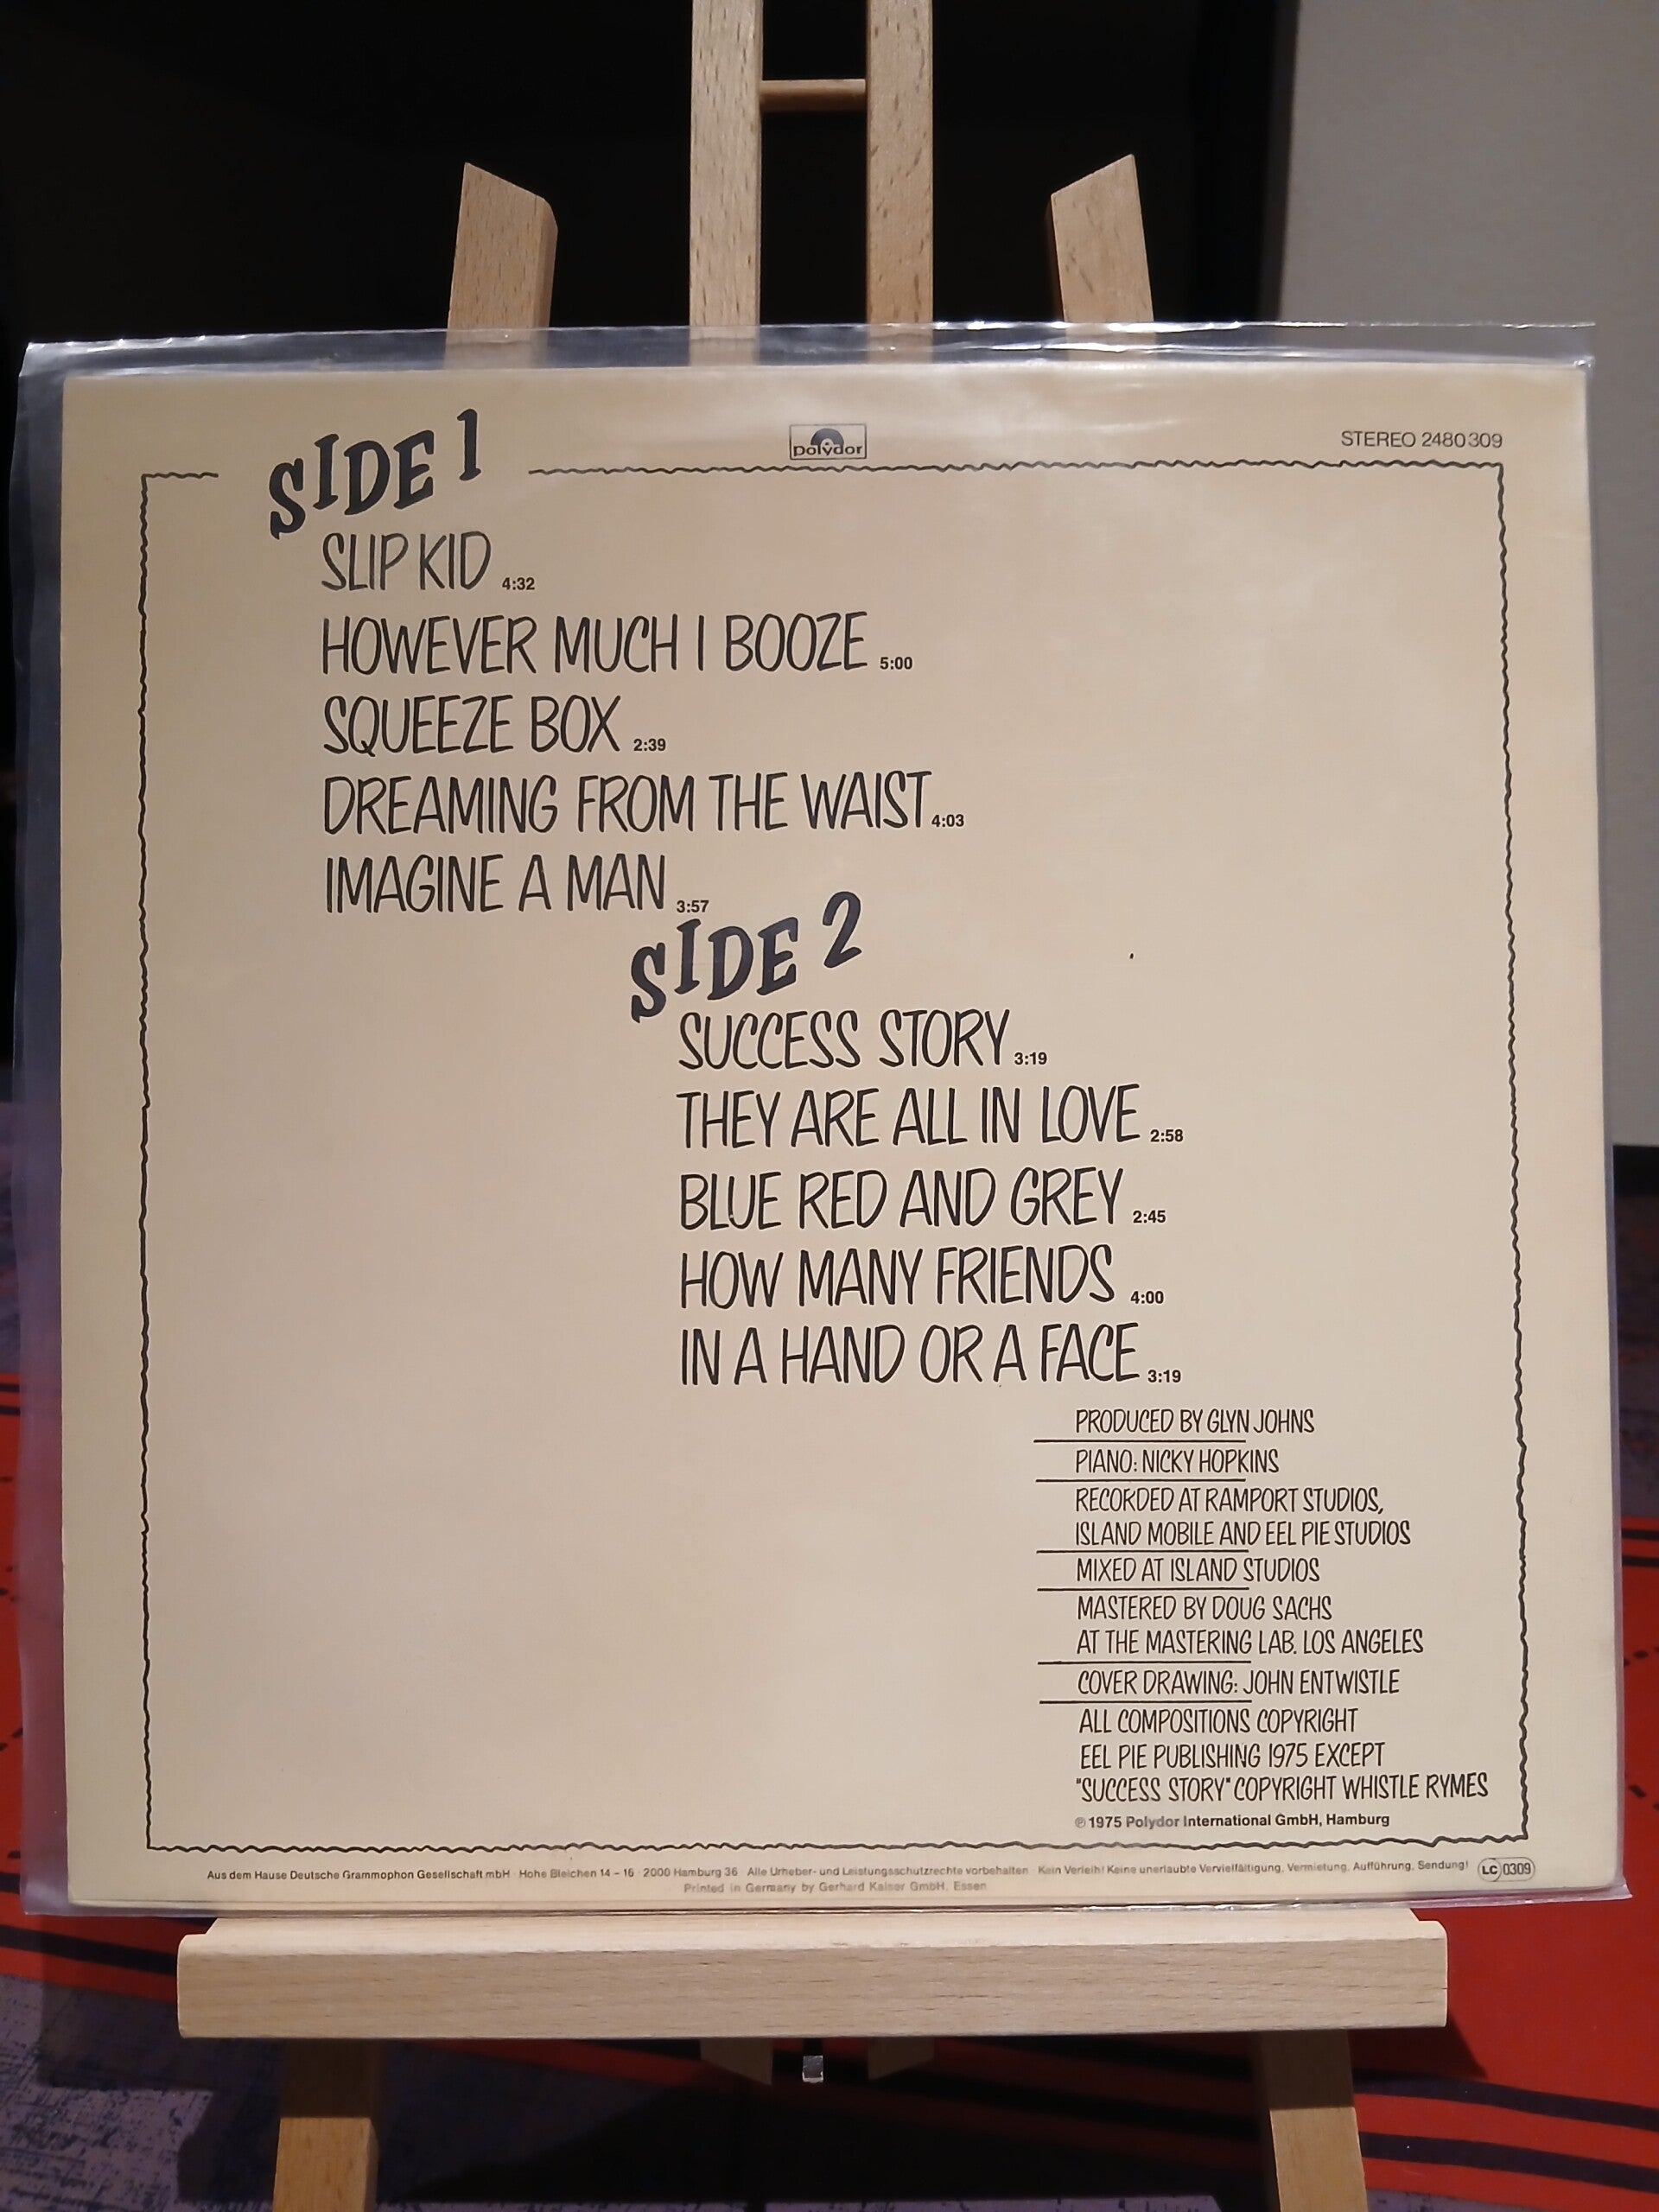 polydor
STEREO 2480 309
SIDE 1
SLIP KID 4:32
HOWEVER MUCH I BOOZE 5:00
SQUEEZE BOX 2:39
DREAMING FROM THE WAIST 4:03
IMAGINE A MAN 3:57
SIDE 2
SUCCESS STORY 3:19
THEY ARE ALL IN LOVE 2:58
BLUE RED AND GREY 2:45
HOW MANY FRIENDS 4:00
IN A HAND OR A FACE 3:19
PRODUCED BY GLYN JOHNS
PIANO: NICKY HOPKINS
RECORDED AT RAMPORT STUDIOS,
ISLAND MOBILE AND EEL PIE STUDIOS
MIXED AT ISLAND STUDIOS
MASTERED BY DOUG SACHS
AT THE MASTERING LAB. LOS ANGELES
COVER DRAWING: JOHN ENTWISTLE
ALL COMPOSITIONS COPYRIGHT
EEL PIE PUBLISHING 1975 EXCEPT
"SUCCESS STORY" COPYRIGHT WHISTLE RYMES
℗ 1975 Polydor International GmbH, Hamburg
Aus dem Hause Deutsche Grammophon Gesellschaft mbH · Hohe Bleichen 14 – 16 · 2000 Hamburg 36 · Alle Urheber- und Leistungsschutzrechte vorbehalten · Kein Verleih! Keine unerlaubte Vervielfältigung, Vermietung, Aufführung, Sendung! LC 0309
Printed in Germany by Gerhard Kaiser GmbH, Essen